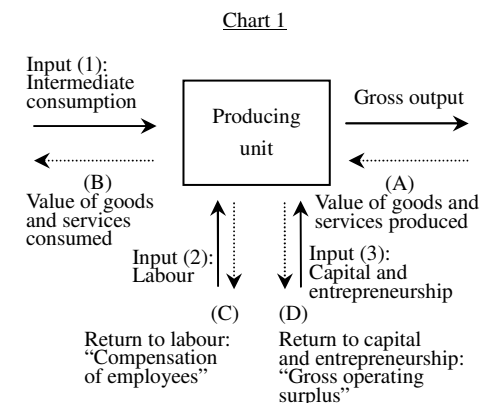 Chart 1
Input (1):
Intermediate
consumption
Producing
unit
Gross output
(B)
Value of goods
and services
consumed
(A)
Value of goods and
services produced
Input (2):
Labour
Input (3):
Capital and
entrepreneurship
(C)
Return to labour:
“Compensation
of employees”
(D)
Return to capital
and entrepreneurship:
“Gross operating
surplus”